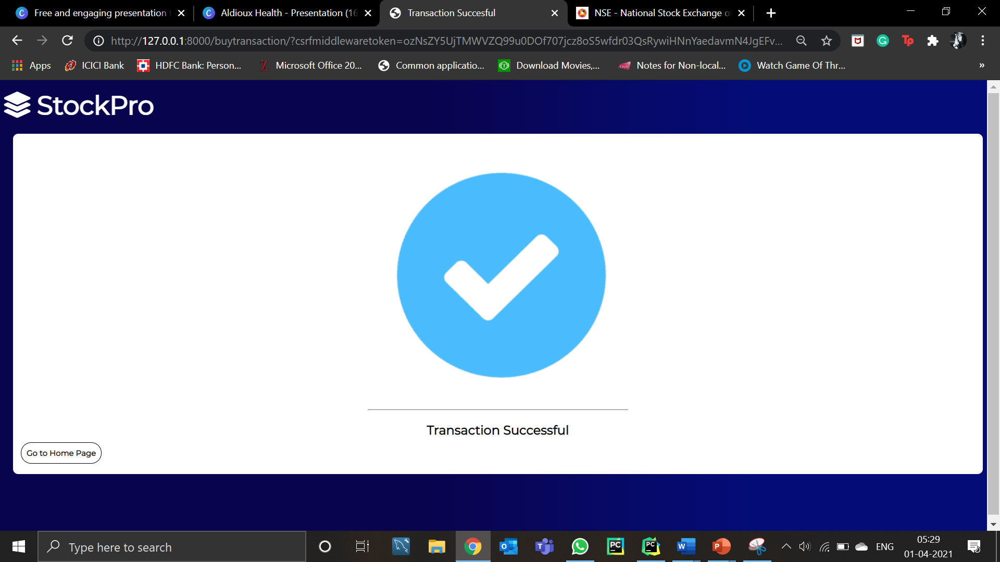 Free and engaging presentation
Aldioux Health - Presentation (16
Transaction Succesful
NSE - National Stock Exchange o
http://127.0.0.1:8000/buytransaction/?csrfmiddlewaretoken=ozNsZY5UjTMWVZQ99u0DOf707jcz8oS5wfdr03QsRywiHNnYaedavmN4JgEFv...
Apps
ICICI Bank
HDFC Bank: Person...
Microsoft Office 20...
Common applicatio...
Download Movies,...
Notes for Non-local...
Watch Game Of Thr...
»
StockPro
Transaction Successful
Go to Home Page
Type here to search
ENG
05:29
01-04-2021